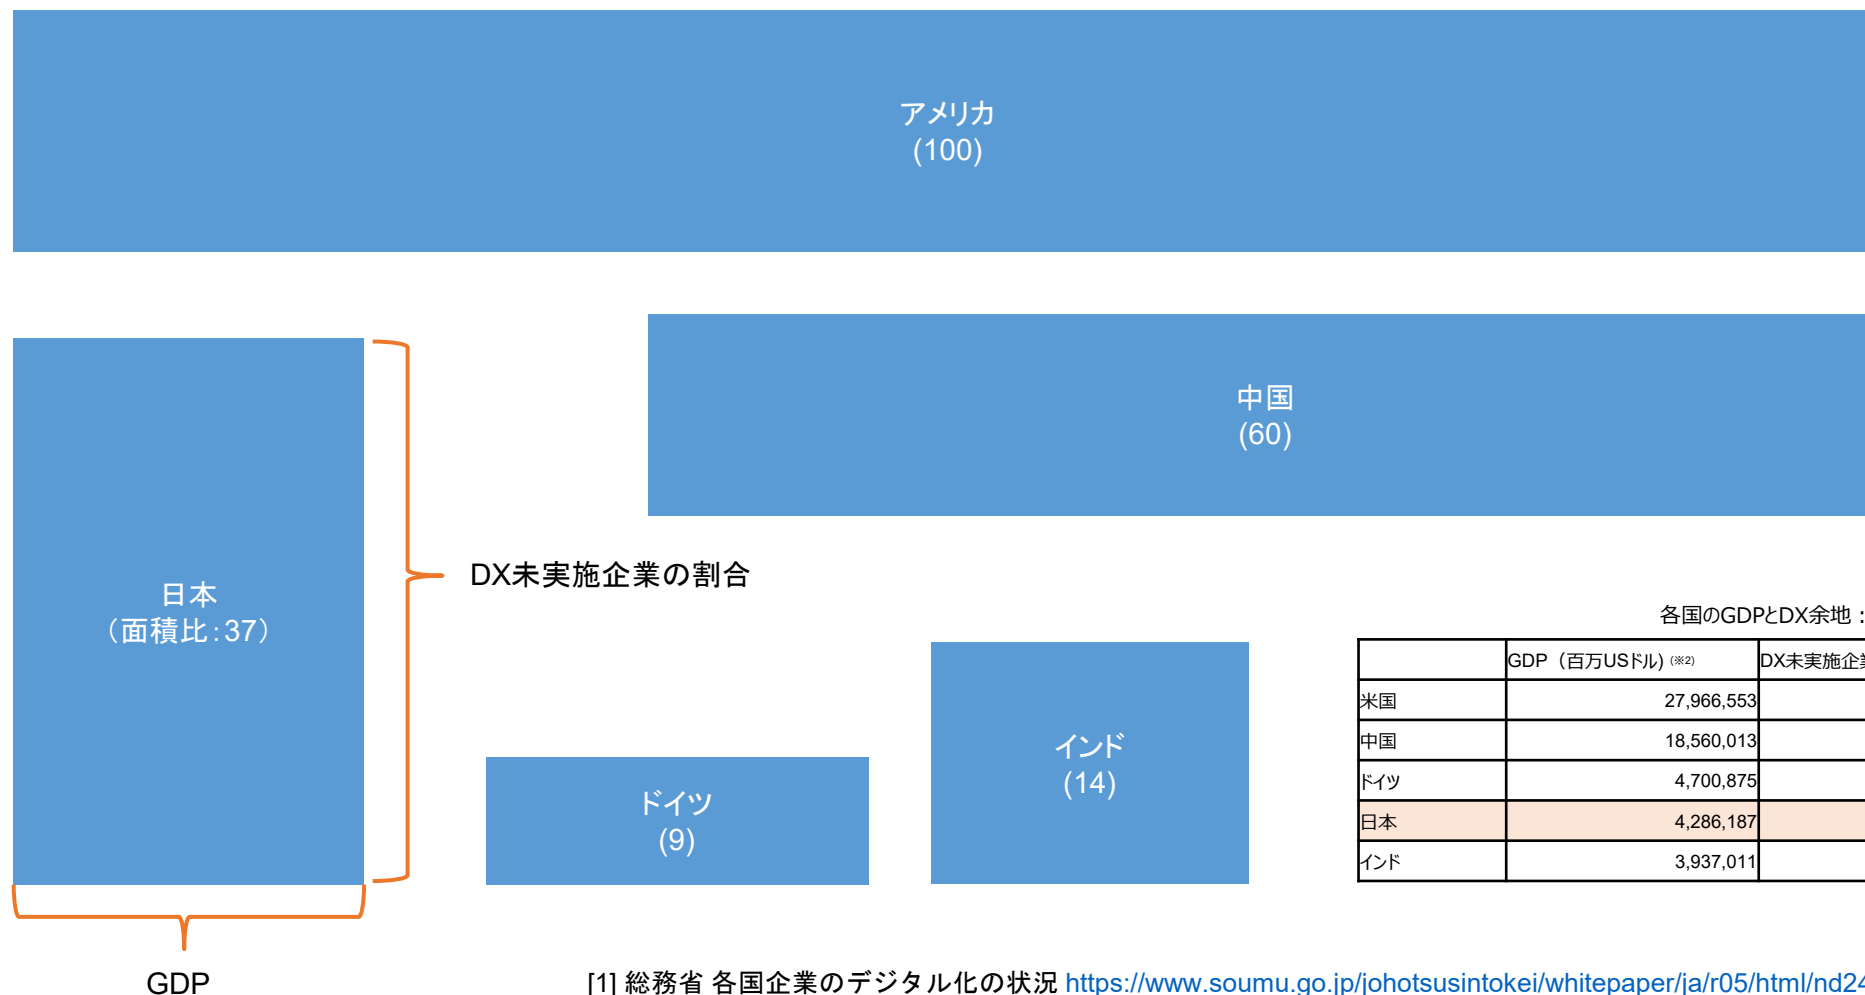 アメリカ
(100)
中国
(60)
日本
（面積比：37）
DX未実施企業の割合
GDP
ドイツ
(9)
インド
(14)
各国のGDPとDX余地：
GDP（百万USドル) (※2) DX未実施企業
米国 27,966,553
中国 18,560,013
ドイツ 4,700,875
日本 4,286,187
インド 3,937,011
[1] 総務省 各国企業のデジタル化の状況 https://www.soumu.go.jp/johotsusintokei/whitepaper/ja/r05/html/nd24